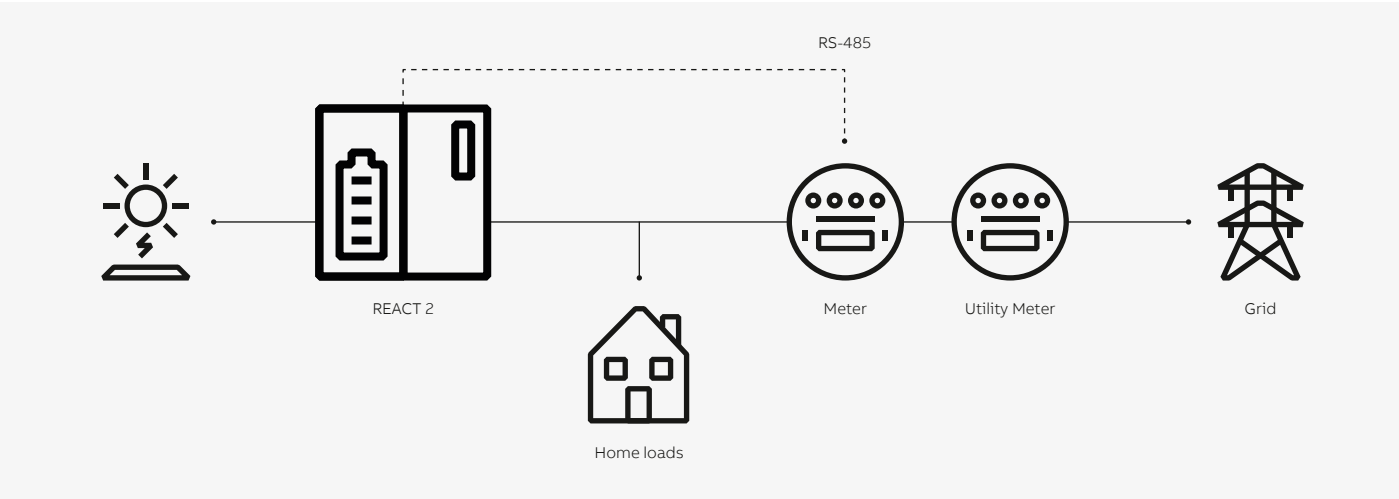 RS-485
REACT 2
Meter
Utility Meter
Grid
Home loads